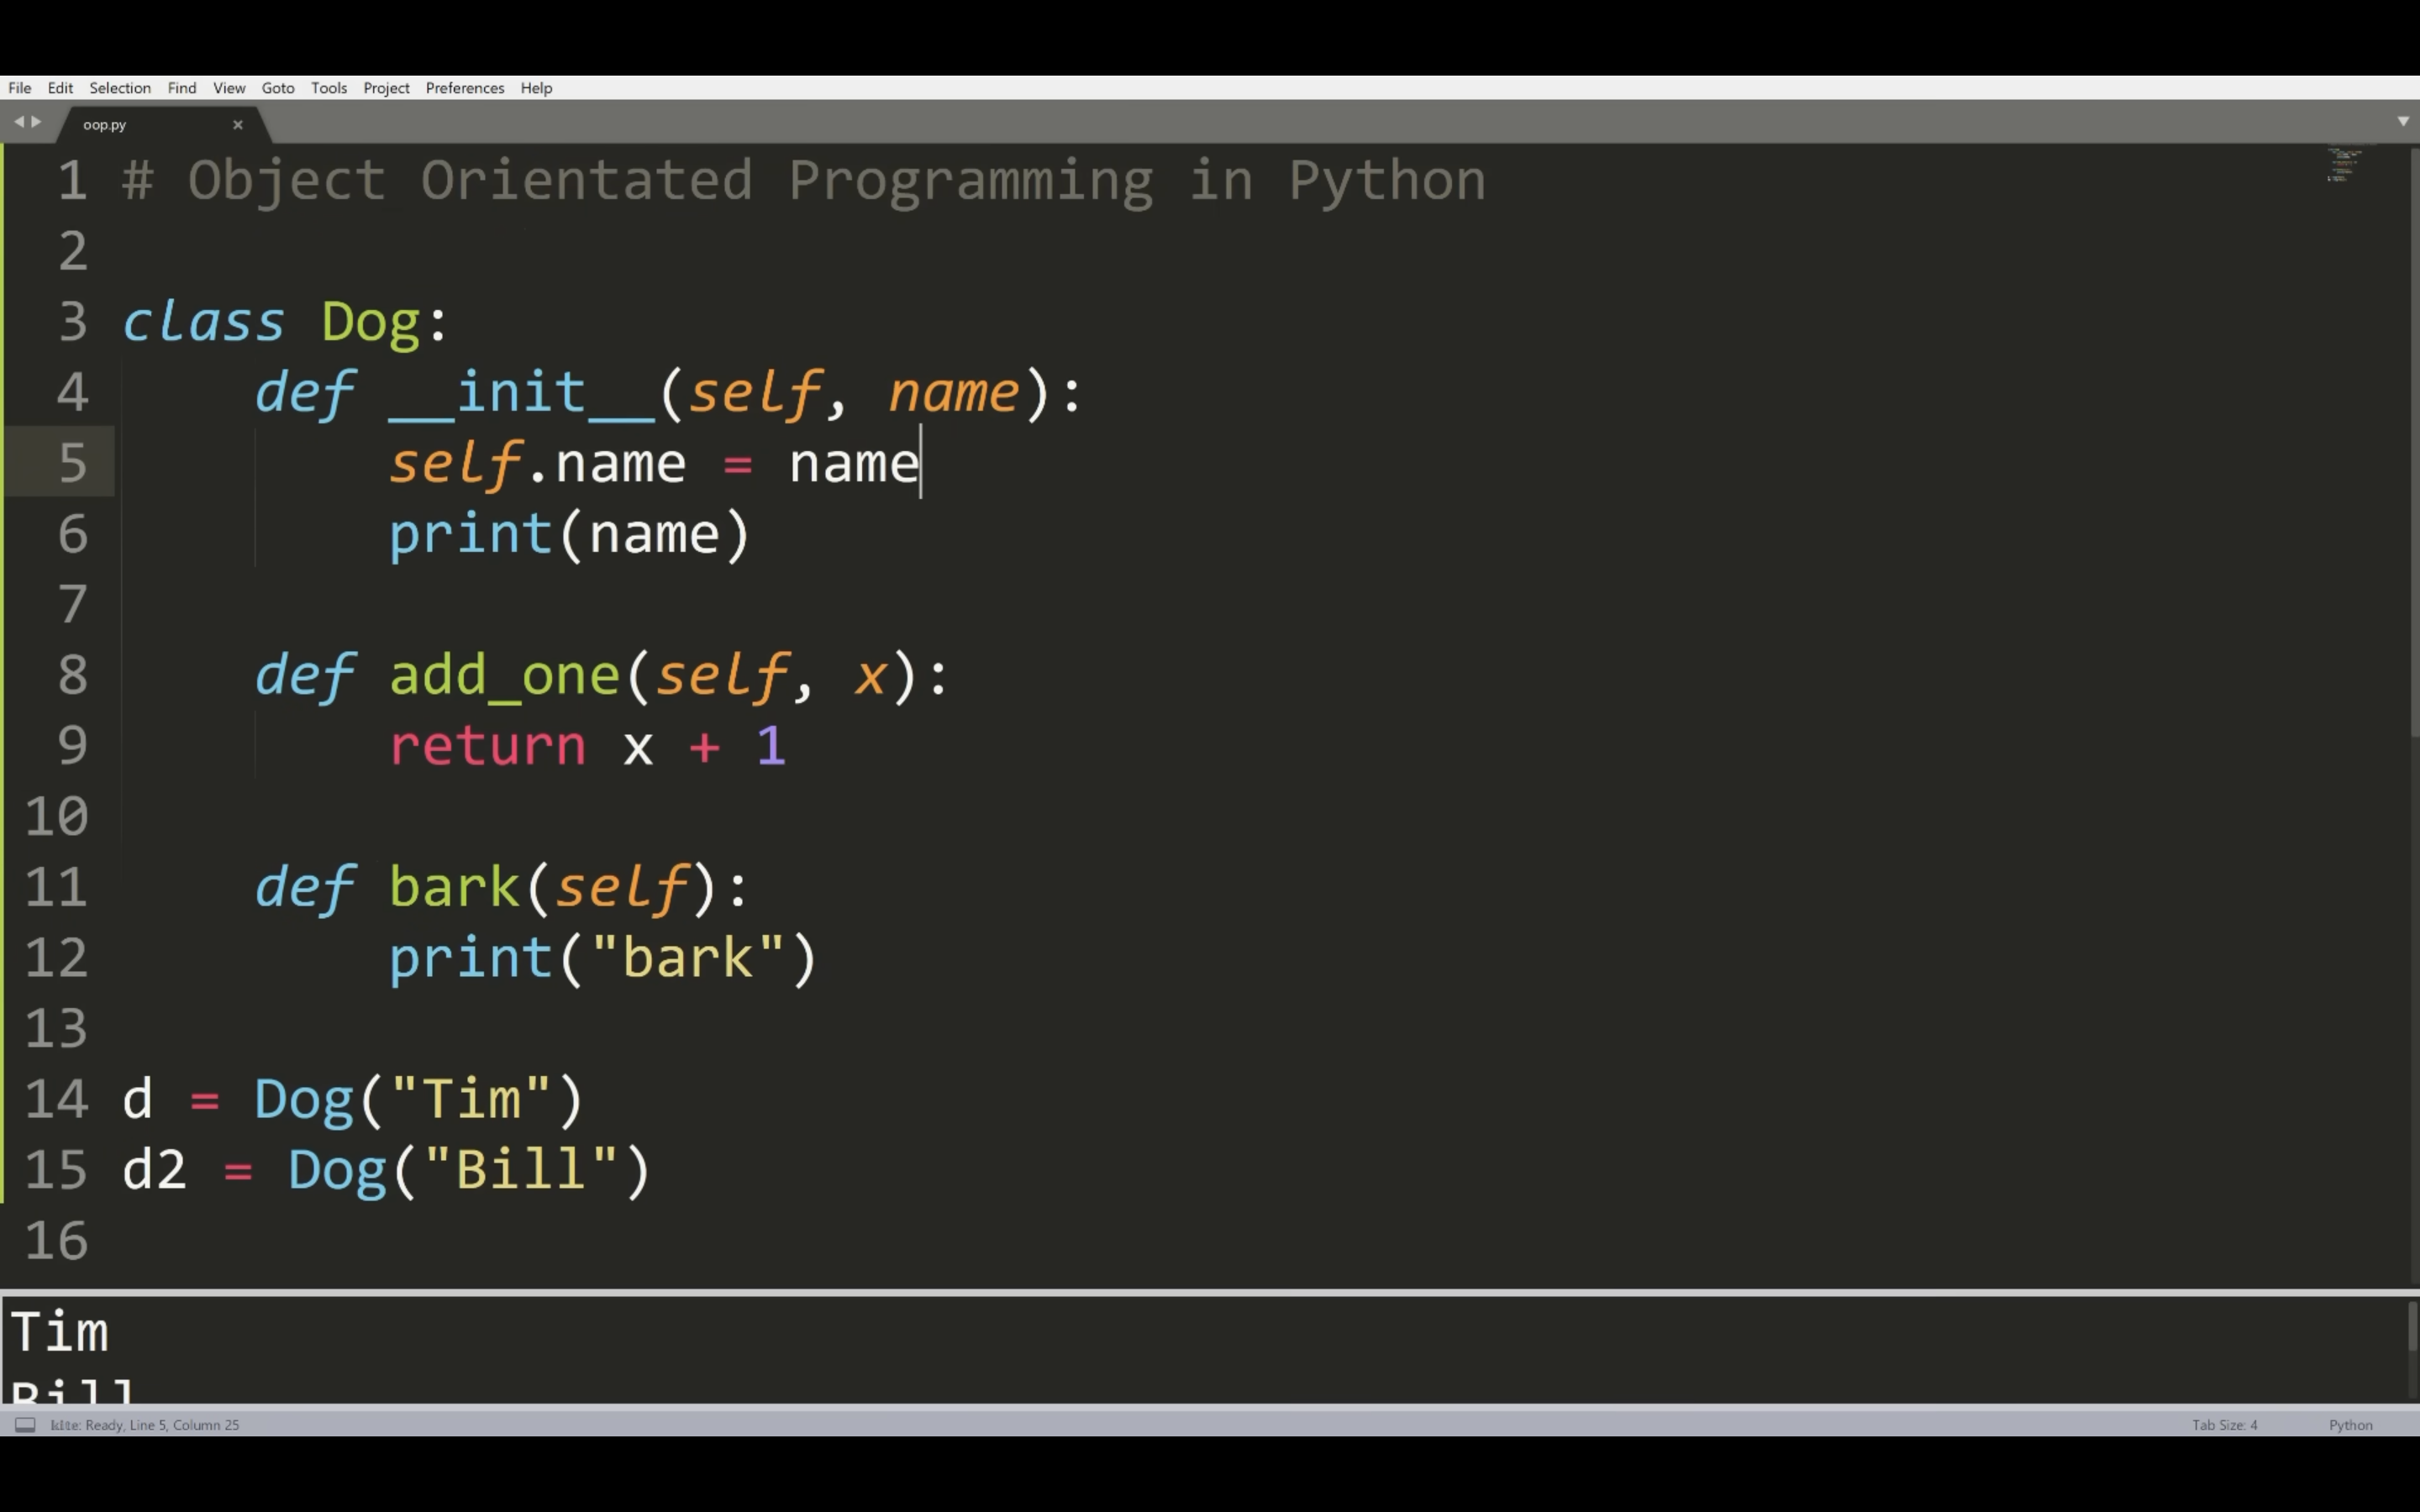 File Edit Selection Find View Goto Tools Project Preferences Help
oop.py
1 # Object Orientated Programming in Python
2
3 class Dog:
4     def __init__(self, name):
5         self.name = name
6         print(name)
7
8     def add_one(self, x):
9         return x + 1
10
11     def bark(self):
12         print("bark")
13
14 d = Dog("Tim")
15 d2 = Dog("Bill")
16
Tim
Bill
Ready, Line 5, Column 25 Tab Size: 4 Python